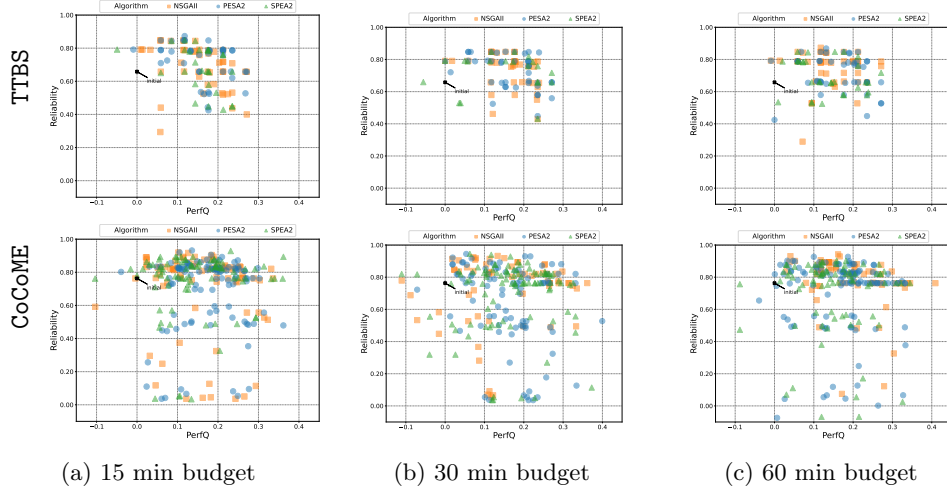 TTBS
Algorithm NSGAII PESA2 SPEA2
1.00
0.80
0.60
0.40
0.20
0.00
Reliability
initial
−0.1 0.0 0.1 0.2 0.3 0.4
PerfQ
Algorithm NSGAII PESA2 SPEA2
1.00
0.80
0.60
0.40
0.20
0.00
Reliability
initial
−0.1 0.0 0.1 0.2 0.3 0.4
PerfQ
Algorithm NSGAII PESA2 SPEA2
1.00
0.80
0.60
0.40
0.20
0.00
Reliability
initial
−0.1 0.0 0.1 0.2 0.3 0.4
PerfQ
CoCoME
Algorithm NSGAII PESA2 SPEA2
1.00
0.80
0.60
0.40
0.20
0.00
Reliability
initial
−0.1 0.0 0.1 0.2 0.3 0.4
PerfQ
Algorithm NSGAII PESA2 SPEA2
1.00
0.80
0.60
0.40
0.20
0.00
Reliability
initial
−0.1 0.0 0.1 0.2 0.3 0.4
PerfQ
Algorithm NSGAII PESA2 SPEA2
1.00
0.80
0.60
0.40
0.20
0.00
Reliability
initial
−0.1 0.0 0.1 0.2 0.3 0.4
PerfQ
(a) 15 min budget
(b) 30 min budget
(c) 60 min budget